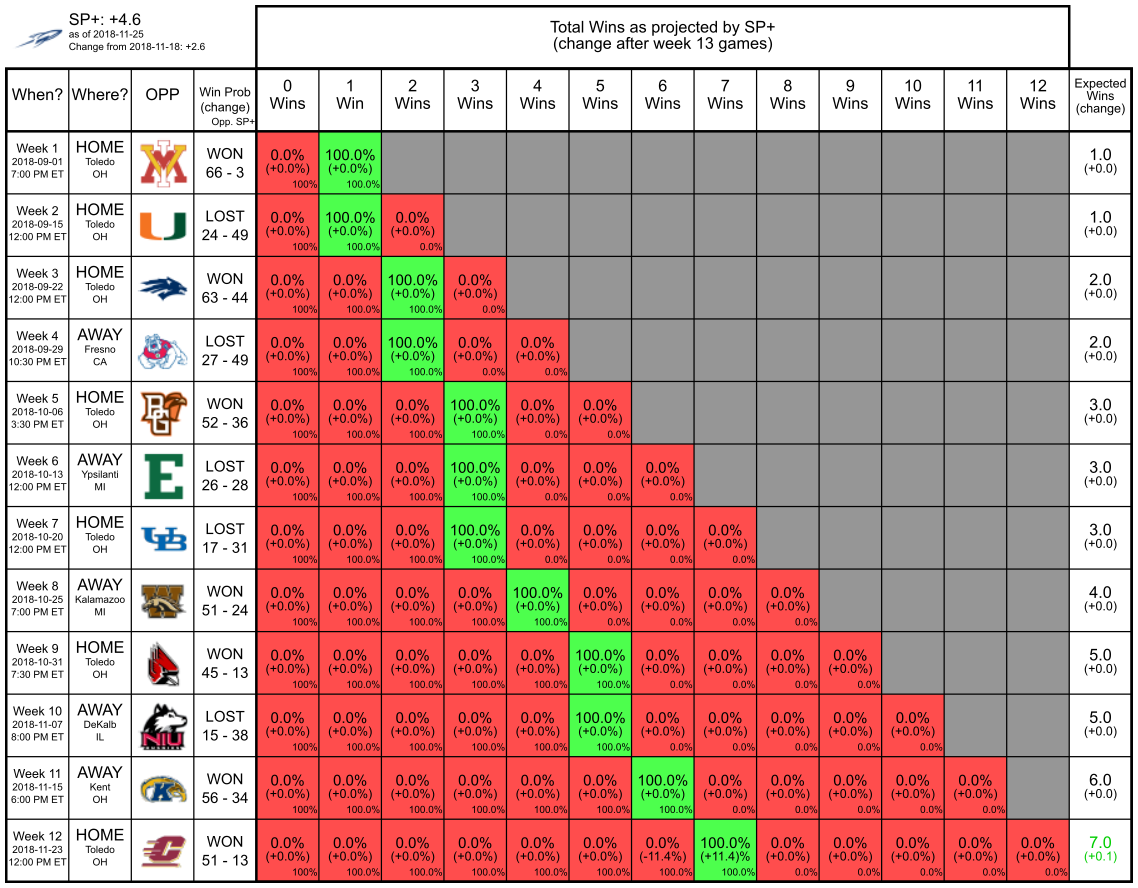 SP+: +4.6
as of 2018-11-25
Change from 2018-11-18: +2.6
Total Wins as projected by SP+
(change after week 13 games)
When? Where? OPP Win Prob (change) Opp. SP+ 0 Wins 1 Win 2 Wins 3 Wins 4 Wins 5 Wins 6 Wins 7 Wins 8 Wins 9 Wins 10 Wins 11 Wins 12 Wins Expected Wins (change)
Week 1 HOME WON 0.0% 100.0% 1.0
2018-09-01 Toledo (+0.0%) (+0.0%) (+0.0)
7:00 PM ET OH 66 - 3 100% 100.0%
Week 2 HOME U LOST 0.0% 100.0% 0.0% 1.0
2018-09-15 Toledo (+0.0%) (+0.0%) (+0.0%) (+0.0)
12:00 PM ET OH 24 - 49 100% 100.0% 0.0%
Week 3 HOME WON 0.0% 0.0% 100.0% 0.0% 2.0
2018-09-22 Toledo (+0.0%) (+0.0%) (+0.0%) (+0.0%) (+0.0)
12:00 PM ET OH 63 - 44 100% 100.0% 100.0% 0.0%
Week 4 AWAY LOST 0.0% 0.0% 100.0% 0.0% 0.0% 2.0
2018-09-29 Fresno (+0.0%) (+0.0%) (+0.0%) (+0.0%) (+0.0%) (+0.0)
10:30 PM ET CA 27 - 49 100% 100.0% 100.0% 0.0% 0.0%
Week 5 HOME BG WON 0.0% 0.0% 0.0% 100.0% 0.0% 0.0% 3.0
2018-10-06 Toledo (+0.0%) (+0.0%) (+0.0%) (+0.0%) (+0.0%) (+0.0%) (+0.0)
3:30 PM ET OH 52 - 36 100% 100.0% 100.0% 100.0% 0.0% 0.0%
Week 6 AWAY E LOST 0.0% 0.0% 0.0% 100.0% 0.0% 0.0% 0.0% 3.0
2018-10-13 Ypsilanti (+0.0%) (+0.0%) (+0.0%) (+0.0%) (+0.0%) (+0.0%) (+0.0%) (+0.0)
12:00 PM ET MI 26 - 28 100% 100.0% 100.0% 100.0% 0.0% 0.0% 0.0%
Week 7 HOME UB LOST 0.0% 0.0% 0.0% 100.0% 0.0% 0.0% 0.0% 0.0% 3.0
2018-10-20 Toledo (+0.0%) (+0.0%) (+0.0%) (+0.0%) (+0.0%) (+0.0%) (+0.0%) (+0.0%) (+0.0)
12:00 PM ET OH 17 - 31 100% 100.0% 100.0% 100.0% 0.0% 0.0% 0.0% 0.0%
Week 8 AWAY W WON 0.0% 0.0% 0.0% 0.0% 100.0% 0.0% 0.0% 0.0% 0.0% 4.0
2018-10-25 Kalamazoo (+0.0%) (+0.0%) (+0.0%) (+0.0%) (+0.0%) (+0.0%) (+0.0%) (+0.0%) (+0.0%) (+0.0)
7:00 PM ET MI 51 - 24 100% 100.0% 100.0% 100.0% 100.0% 0.0% 0.0% 0.0% 0.0%
Week 9 HOME WON 0.0% 0.0% 0.0% 0.0% 0.0% 100.0% 0.0% 0.0% 0.0% 0.0% 5.0
2018-10-31 Toledo (+0.0%) (+0.0%) (+0.0%) (+0.0%) (+0.0%) (+0.0%) (+0.0%) (+0.0%) (+0.0%) (+0.0%) (+0.0)
7:30 PM ET OH 45 - 13 100% 100.0% 100.0% 100.0% 100.0% 100.0% 0.0% 0.0% 0.0% 0.0%
Week 10 AWAY NIU LOST 0.0% 0.0% 0.0% 0.0% 0.0% 100.0% 0.0% 0.0% 0.0% 0.0% 0.0% 5.0
2018-11-07 DeKalb (+0.0%) (+0.0%) (+0.0%) (+0.0%) (+0.0%) (+0.0%) (+0.0%) (+0.0%) (+0.0%) (+0.0%) (+0.0%) (+0.0)
8:00 PM ET IL 15 - 38 100% 100.0% 100.0% 100.0% 100.0% 100.0% 0.0% 0.0% 0.0% 0.0% 0.0%
Week 11 AWAY K WON 0.0% 0.0% 0.0% 0.0% 0.0% 0.0% 100.0% 0.0% 0.0% 0.0% 0.0% 0.0% 6.0
2018-11-15 Kent (+0.0%) (+0.0%) (+0.0%) (+0.0%) (+0.0%) (+0.0%) (+0.0%) (+0.0%) (+0.0%) (+0.0%) (+0.0%) (+0.0%) (+0.0)
6:00 PM ET OH 56 - 34 100% 100.0% 100.0% 100.0% 100.0% 100.0% 100.0% 0.0% 0.0% 0.0% 0.0% 0.0%
Week 12 HOME C WON 0.0% 0.0% 0.0% 0.0% 0.0% 0.0% 0.0% 100.0% 0.0% 0.0% 0.0% 0.0% 0.0% 7.0
2018-11-23 Toledo (+0.0%) (+0.0%) (+0.0%) (+0.0%) (+0.0%) (+0.0%) (-11.4%) (+11.4)% (+0.0%) (+0.0%) (+0.0%) (+0.0%) (+0.0%) (+0.1)
12:00 PM ET OH 51 - 13 100% 100.0% 100.0% 100.0% 100.0% 100.0% 100.0% 100.0% 0.0% 0.0% 0.0% 0.0% 0.0%